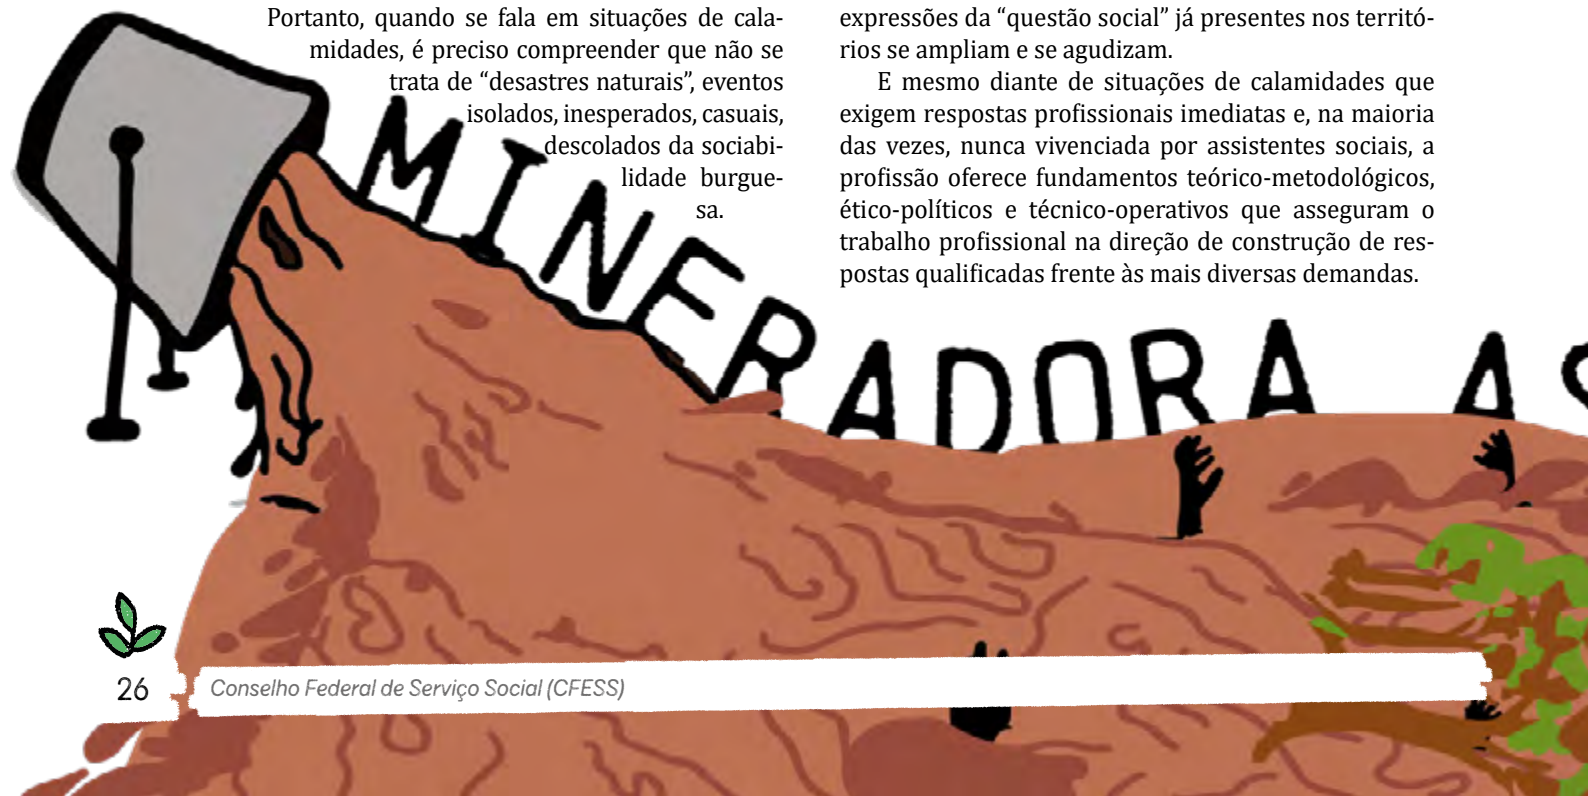 Portanto, quando se fala em situações de cala-
midades, é preciso compreender que não se
trata de “desastres naturais”, eventos
isolados, inesperados, casuais,
descolados da sociabi-
lidade burgue-
sa.
expressões da “questão social” já presentes nos territó-
rios se ampliam e se agudizam.
E mesmo diante de situações de calamidades que
exigem respostas profissionais imediatas e, na maioria
das vezes, nunca vivenciada por assistentes sociais, a
profissão oferece fundamentos teórico-metodológicos,
ético-políticos e técnico-operativos que asseguram o
trabalho profissional na direção de construção de res-
postas qualificadas frente às mais diversas demandas.
MINERADORA AS
26
Conselho Federal de Serviço Social (CFESS)